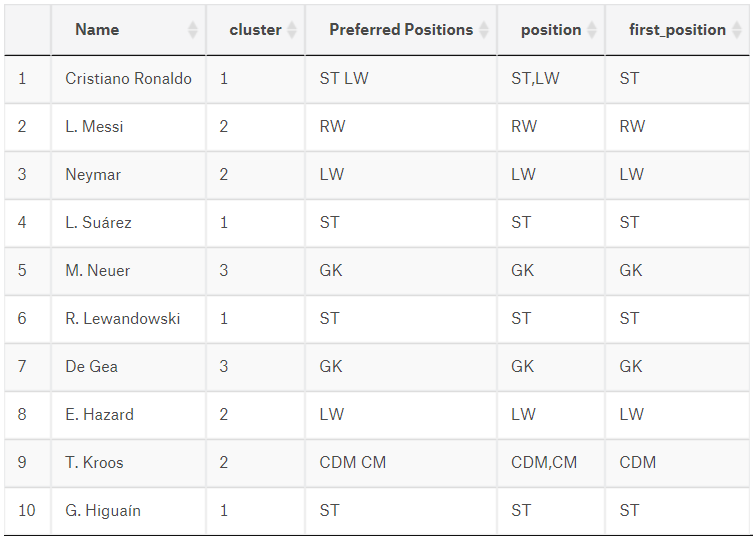 Name cluster Preferred Positions position first_position
1 Cristiano Ronaldo 1 ST LW ST,LW ST
2 L. Messi 2 RW RW RW
3 Neymar 2 LW LW LW
4 L. Suárez 1 ST ST ST
5 M. Neuer 3 GK GK GK
6 R. Lewandowski 1 ST ST ST
7 De Gea 3 GK GK GK
8 E. Hazard 2 LW LW LW
9 T. Kroos 2 CDM CM CDM,CM CDM
10 G. Higuaín 1 ST ST ST